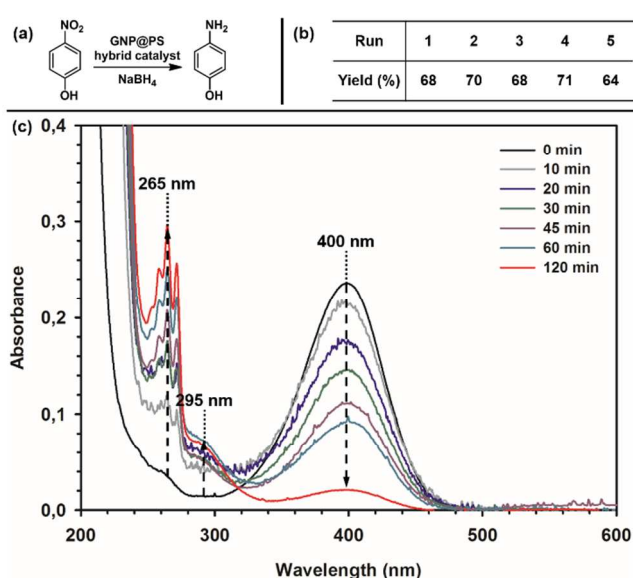 (a)
NO₂
GNP@PS
hybrid catalyst
NaBH₄
OH
NH₂
OH
(b)
Run 1 2 3 4 5
Yield (%) 68 70 68 71 64
(c)
0,4
0,3
0,2
0,1
0,0
Absorbance
265 nm
295 nm
400 nm
0 min
10 min
20 min
30 min
45 min
60 min
120 min
200 300 400 500 600
Wavelength (nm)